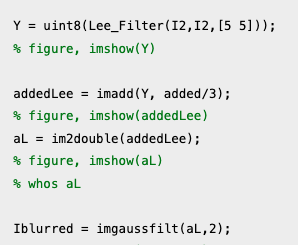 Y = uint8(Lee_Filter(I2,I2,[5 5]));
% figure, imshow(Y)
addedLee = imadd(Y, added/3);
% figure, imshow(addedLee)
aL = im2double(addedLee);
% figure, imshow(aL)
% whos aL
Iblurred = imgaussfilt(aL,2);